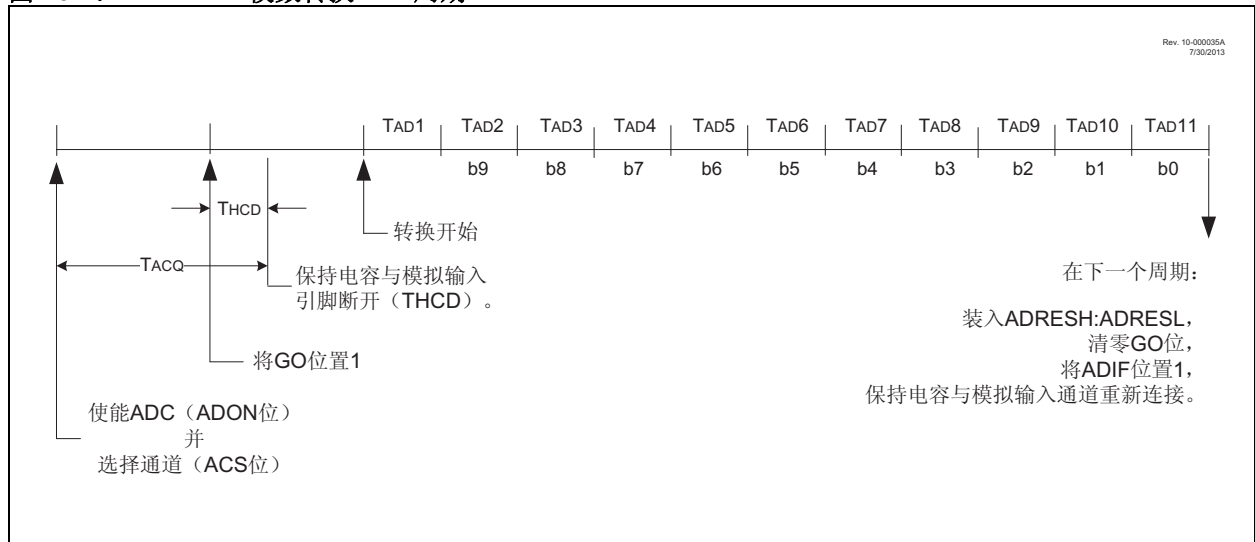 Rev. 10-000035A
7/30/2013
TAD1 TAD2 TAD3 TAD4 TAD5 TAD6 TAD7 TAD8 TAD9 TAD10 TAD11
b9 b8 b7 b6 b5 b4 b3 b2 b1 b0
THCD
转换开始
TACQ
保持电容与模拟输入
引脚断开（THCD）。
将GO位置1
使能ADC（ADON位）
并
选择通道（ACS位）
在下一个周期：
装入ADRESH:ADRESL，
清零GO位，
将ADIF位置1，
保持电容与模拟输入通道重新连接。